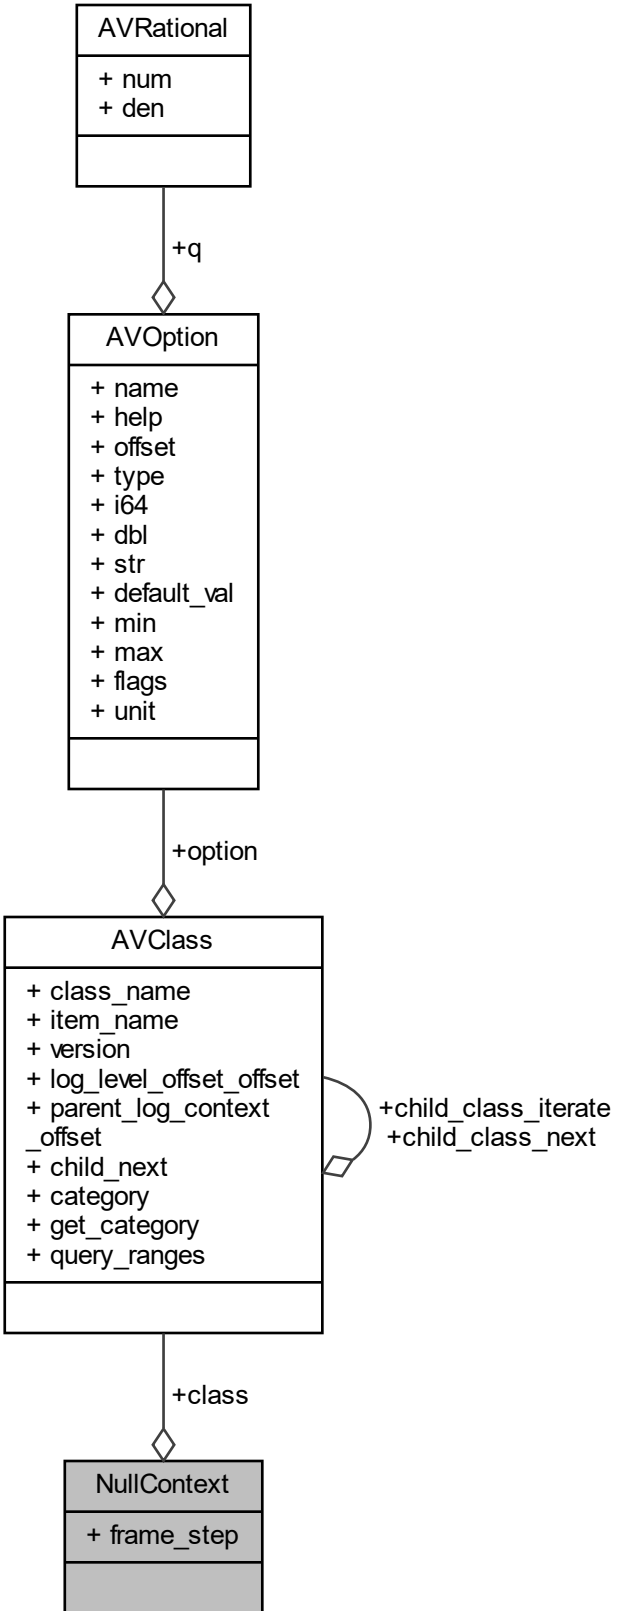 AVRational
+ num
+ den
+q
AVOption
+ name
+ help
+ offset
+ type
+ i64
+ dbl
+ str
+ default_val
+ min
+ max
+ flags
+ unit
+option
AVClass
+ class_name
+ item_name
+ version
+ log_level_offset_offset
+ parent_log_context
_offset
+ child_next
+ category
+ get_category
+ query_ranges
+child_class_iterate
+child_class_next
+class
NullContext
+ frame_step